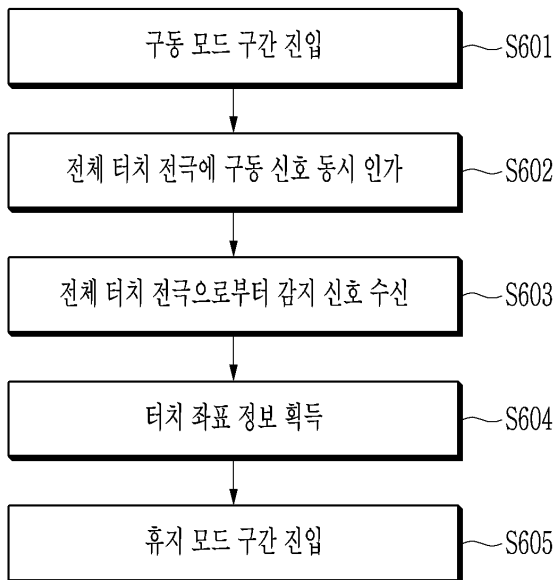 구동 모드 구간 진입
S601
전체 터치 전극에 구동 신호 동시 인가
S602
전체 터치 전극으로부터 감지 신호 수신
S603
터치 좌표 정보 획득
S604
휴지 모드 구간 진입
S605